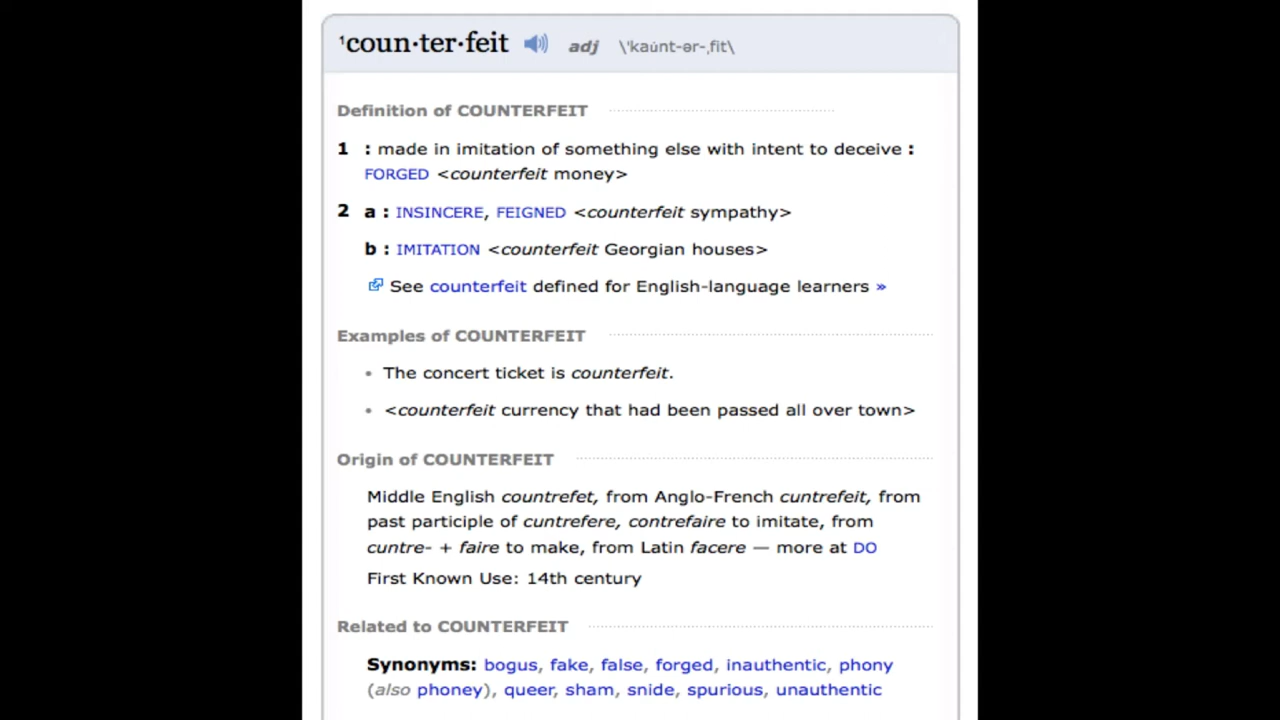 ¹coun·ter·feit adj \ˈkau̇nt-ər-ˌfit\
Definition of COUNTERFEIT
1 : made in imitation of something else with intent to deceive :
FORGED <counterfeit money>
2 a : INSINCERE, FEIGNED <counterfeit sympathy>
b : IMITATION <counterfeit Georgian houses>
See counterfeit defined for English-language learners »
Examples of COUNTERFEIT
• The concert ticket is counterfeit.
• <counterfeit currency that had been passed all over town>
Origin of COUNTERFEIT
Middle English countrefet, from Anglo-French cuntrefeit, from
past participle of cuntrefere, contrefaire to imitate, from
cuntre- + faire to make, from Latin facere — more at DO
First Known Use: 14th century
Related to COUNTERFEIT
Synonyms: bogus, fake, false, forged, inauthentic, phony
(also phoney), queer, sham, snide, spurious, unauthentic